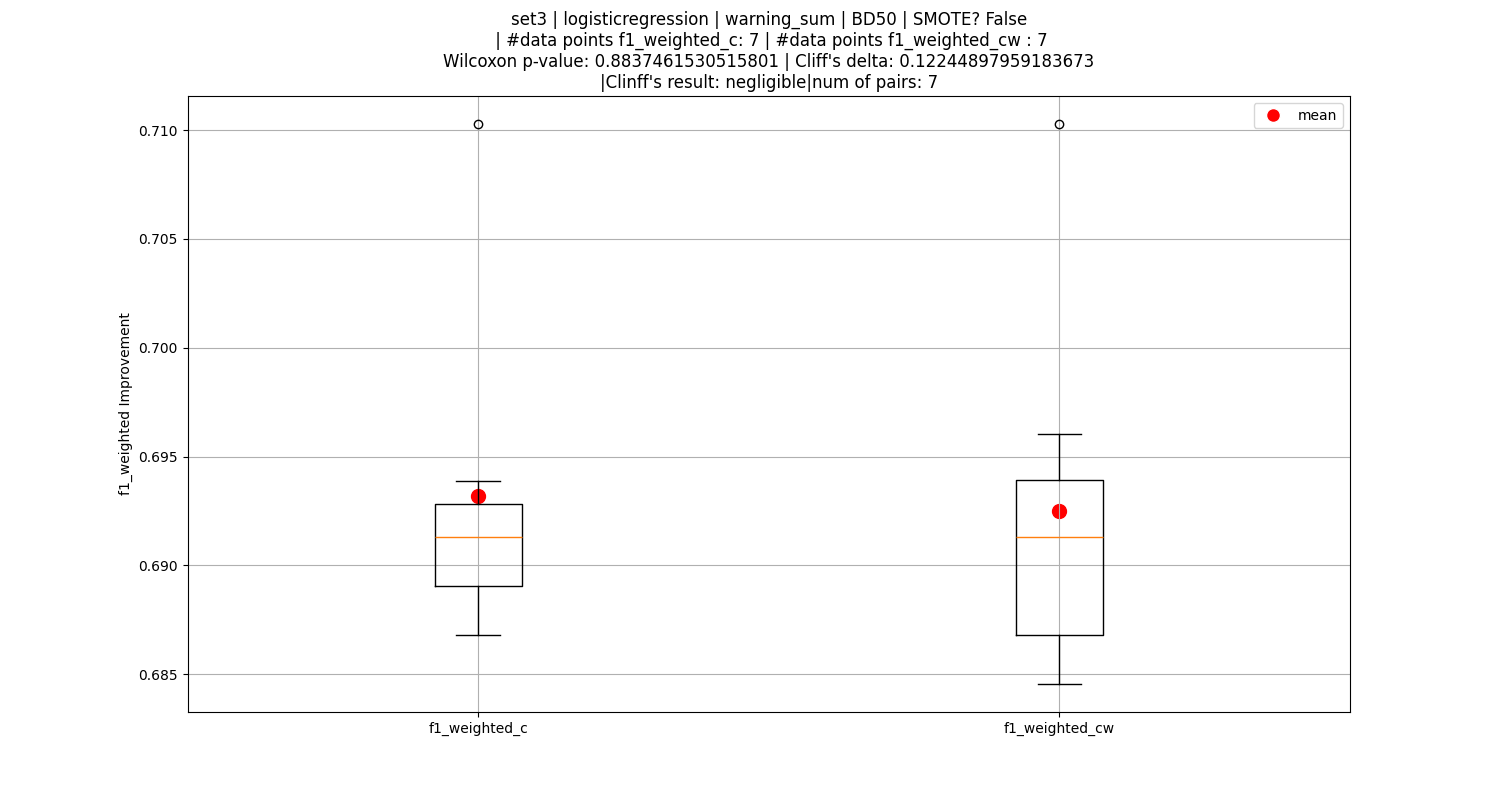 set3 | logisticregression | warning_sum | BD50 | SMOTE? False
| #data points f1_weighted_c: 7 | #data points f1_weighted_cw : 7
Wilcoxon p-value: 0.8837461530515801 | Cliff's delta: 0.12244897959183673
|Clinff's result: negligible|num of pairs: 7
mean
0.710
0.705
0.700
0.695
0.690
0.685
f1_weighted Improvement
f1_weighted_c
f1_weighted_cw